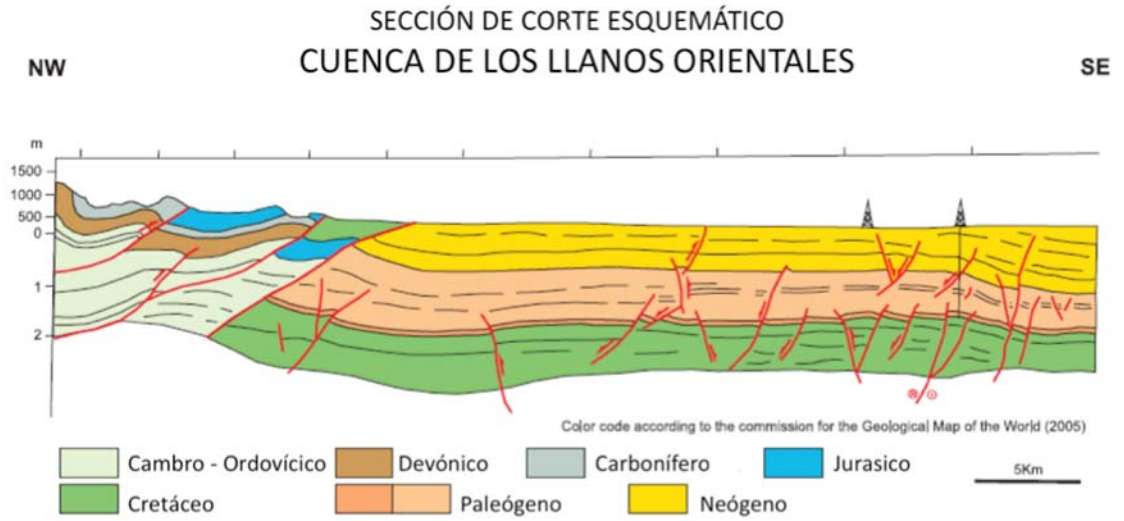 SECCIÓN DE CORTE ESQUEMÁTICO
CUENCA DE LOS LLANOS ORIENTALES
NW
SE
m
1500
1000
500
0
1
2
Color code according to the commission for the Geological Map of the World (2005)
Cambro - Ordovícico
Devónico
Carbonífero
Jurasico
Cretáceo
Paleógeno
Neógeno
5Km